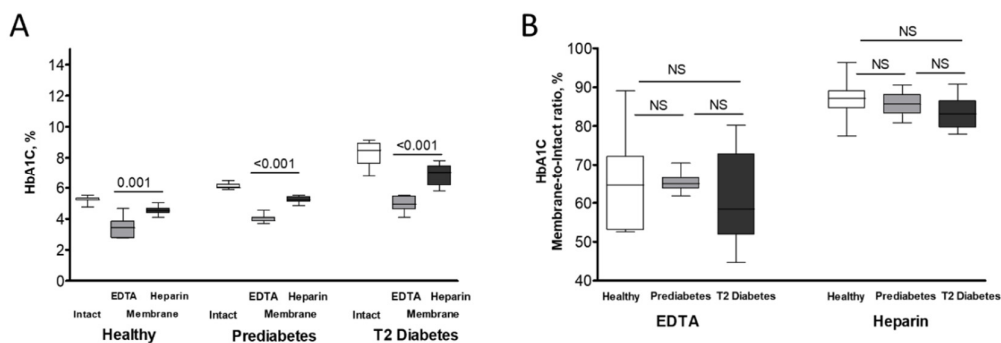 A
HbA1C, %
14
12
10
8
6
4
2
0
0.001
<0.001
<0.001
EDTA Heparin EDTA Heparin EDTA Heparin
Intact Membrane Intact Membrane Intact Membrane
Healthy Prediabetes T2 Diabetes
B
HbA1C
Membrane-to-Intact ratio, %
100
90
80
70
60
50
40
NS
NS NS
NS
NS NS
Healthy Prediabetes T2 Diabetes Healthy Prediabetes T2 Diabetes
EDTA Heparin